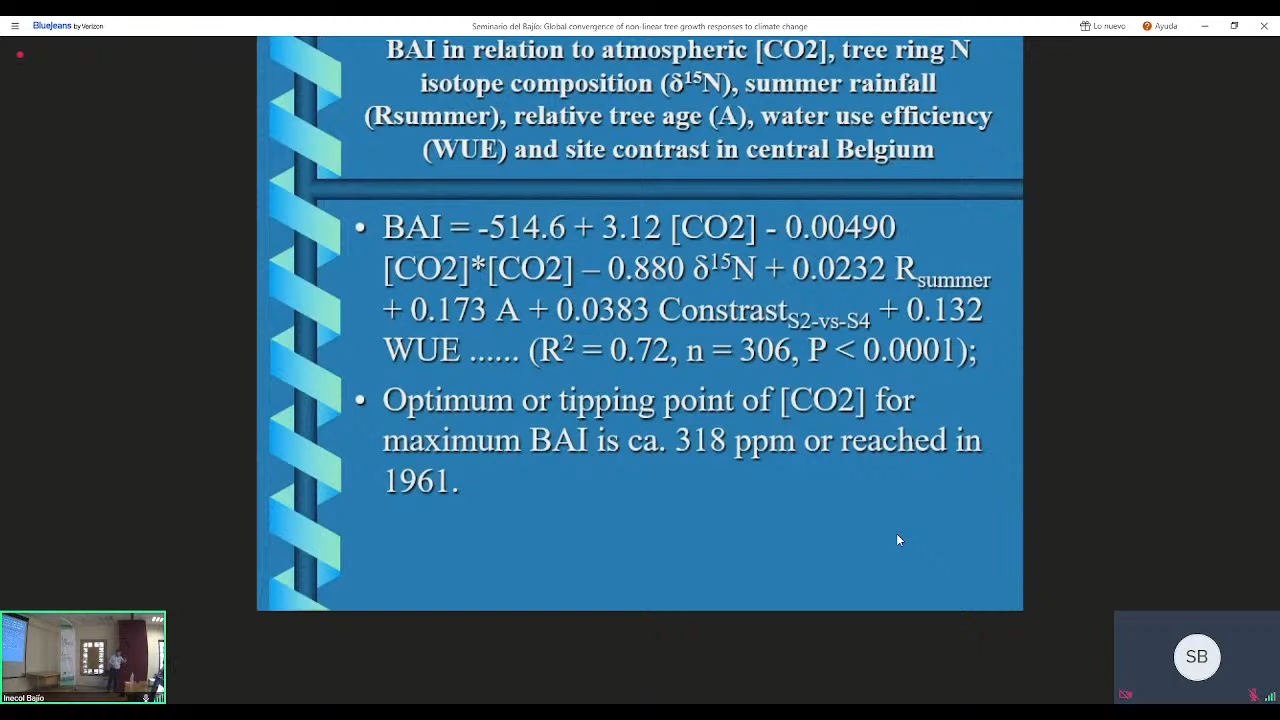 BlueJeans by Verizon
Seminario del Bajío: Global convergence of non-linear tree growth responses to climate change
Lo nuevo
Ayuda
BAI in relation to atmospheric [CO2], tree ring N
isotope composition (δ¹⁵N), summer rainfall
(Rsummer), relative tree age (A), water use efficiency
(WUE) and site contrast in central Belgium
• BAI = -514.6 + 3.12 [CO2] - 0.00490
[CO2]*[CO2] – 0.880 δ¹⁵N + 0.0232 Rsummer
+ 0.173 A + 0.0383 ConstrastS2-vs-S4 + 0.132
WUE ...... (R² = 0.72, n = 306, P < 0.0001);
• Optimum or tipping point of [CO2] for
maximum BAI is ca. 318 ppm or reached in
1961.
Inecol Bajío
SB